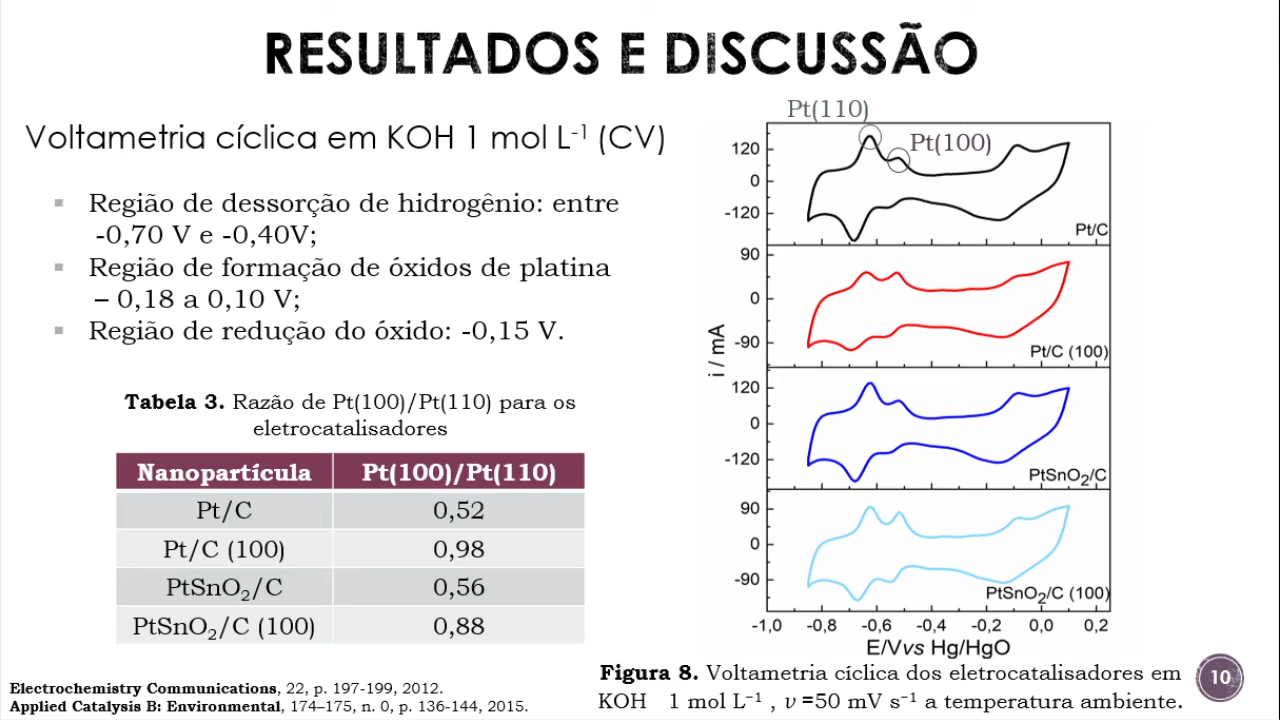 RESULTADOS E DISCUSSÃO
Voltametria cíclica em KOH 1 mol L⁻¹ (CV)
▪ Região de dessorção de hidrogênio: entre
-0,70 V e -0,40V;
▪ Região de formação de óxidos de platina
– 0,18 a 0,10 V;
▪ Região de redução do óxido: -0,15 V.
Tabela 3. Razão de Pt(100)/Pt(110) para os
eletrocatalisadores
Nanopartícula Pt(100)/Pt(110)
Pt/C 0,52
Pt/C (100) 0,98
PtSnO₂/C 0,56
PtSnO₂/C (100) 0,88
Electrochemistry Communications, 22, p. 197-199, 2012.
Applied Catalysis B: Environmental, 174–175, n. 0, p. 136-144, 2015.
Pt(110)
Pt(100)
120
0
-120
Pt/C
90
0
-90
Pt/C (100)
i / mA
120
0
-120
PtSnO₂/C
90
0
-90
PtSnO₂/C (100)
-1,0 -0,8 -0,6 -0,4 -0,2 0,0 0,2
E/Vvs Hg/HgO
Figura 8. Voltametria cíclica dos eletrocatalisadores em
KOH 1 mol L⁻¹ , ν =50 mV s⁻¹ a temperatura ambiente.
10